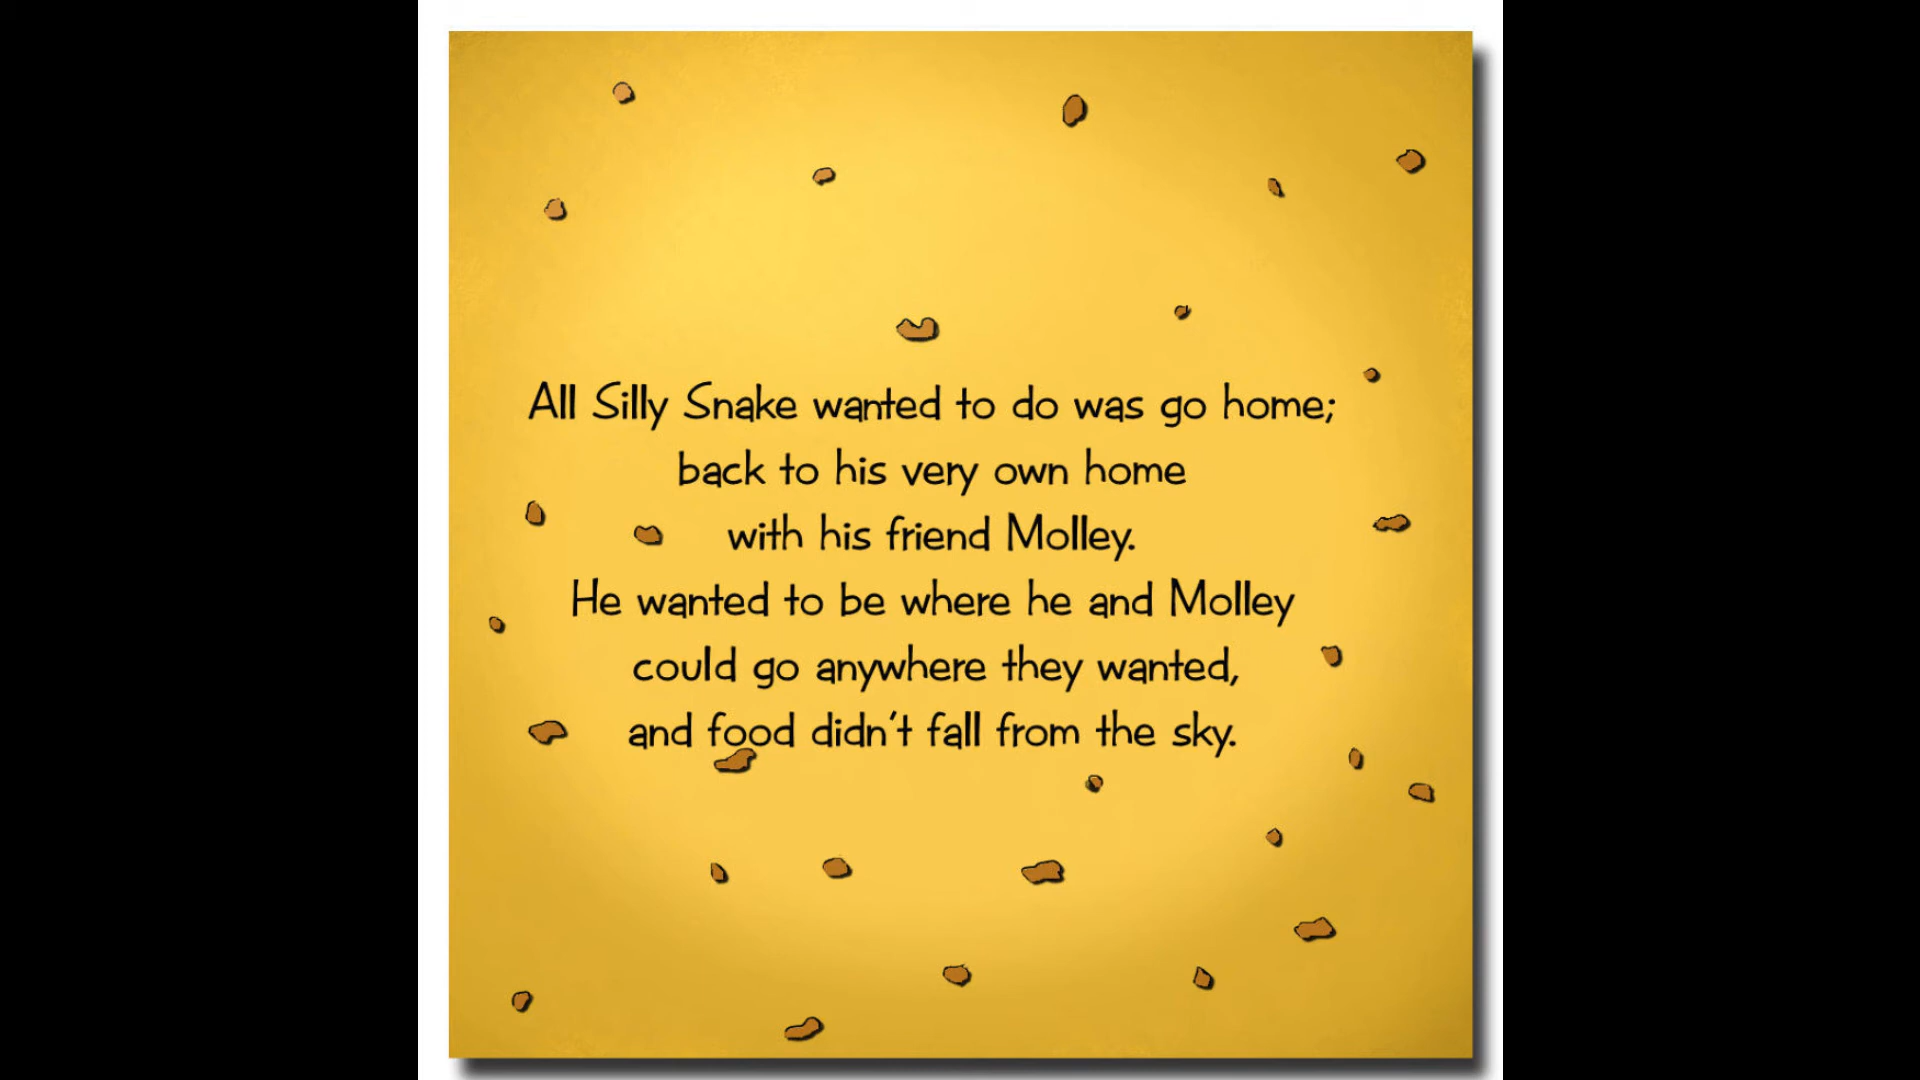 All Silly Snake wanted to do was go home;
back to his very own home
with his friend Molley.
He wanted to be where he and Molley
could go anywhere they wanted,
and food didn't fall from the sky.